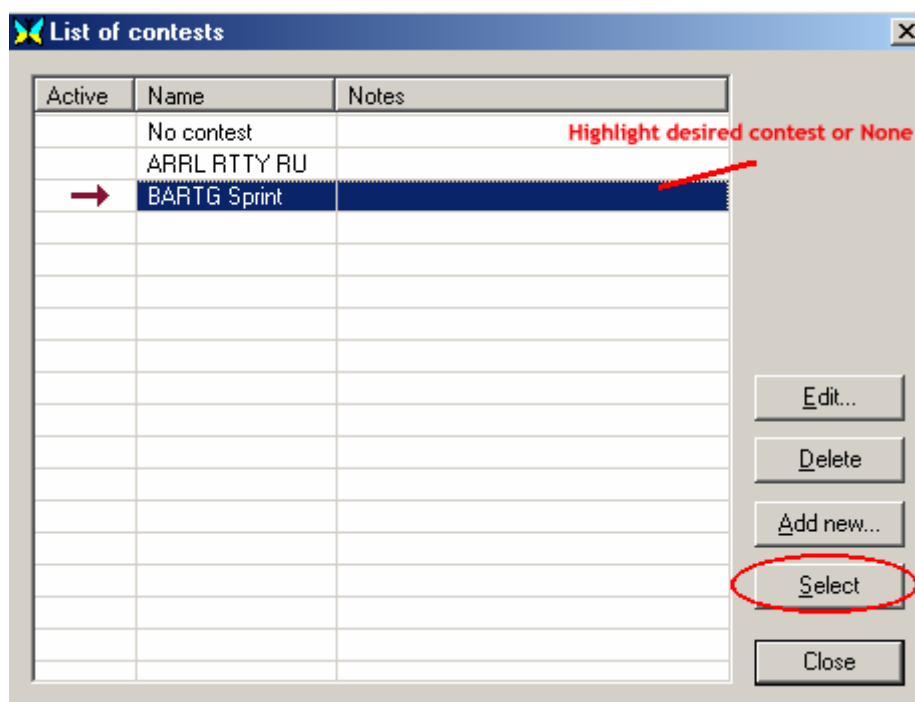 List of contests
Active Name Notes
No contest
Highlight desired contest or None
ARRL RTTY RU
BARTG Sprint
Edit...
Delete
Add new...
Select
Close